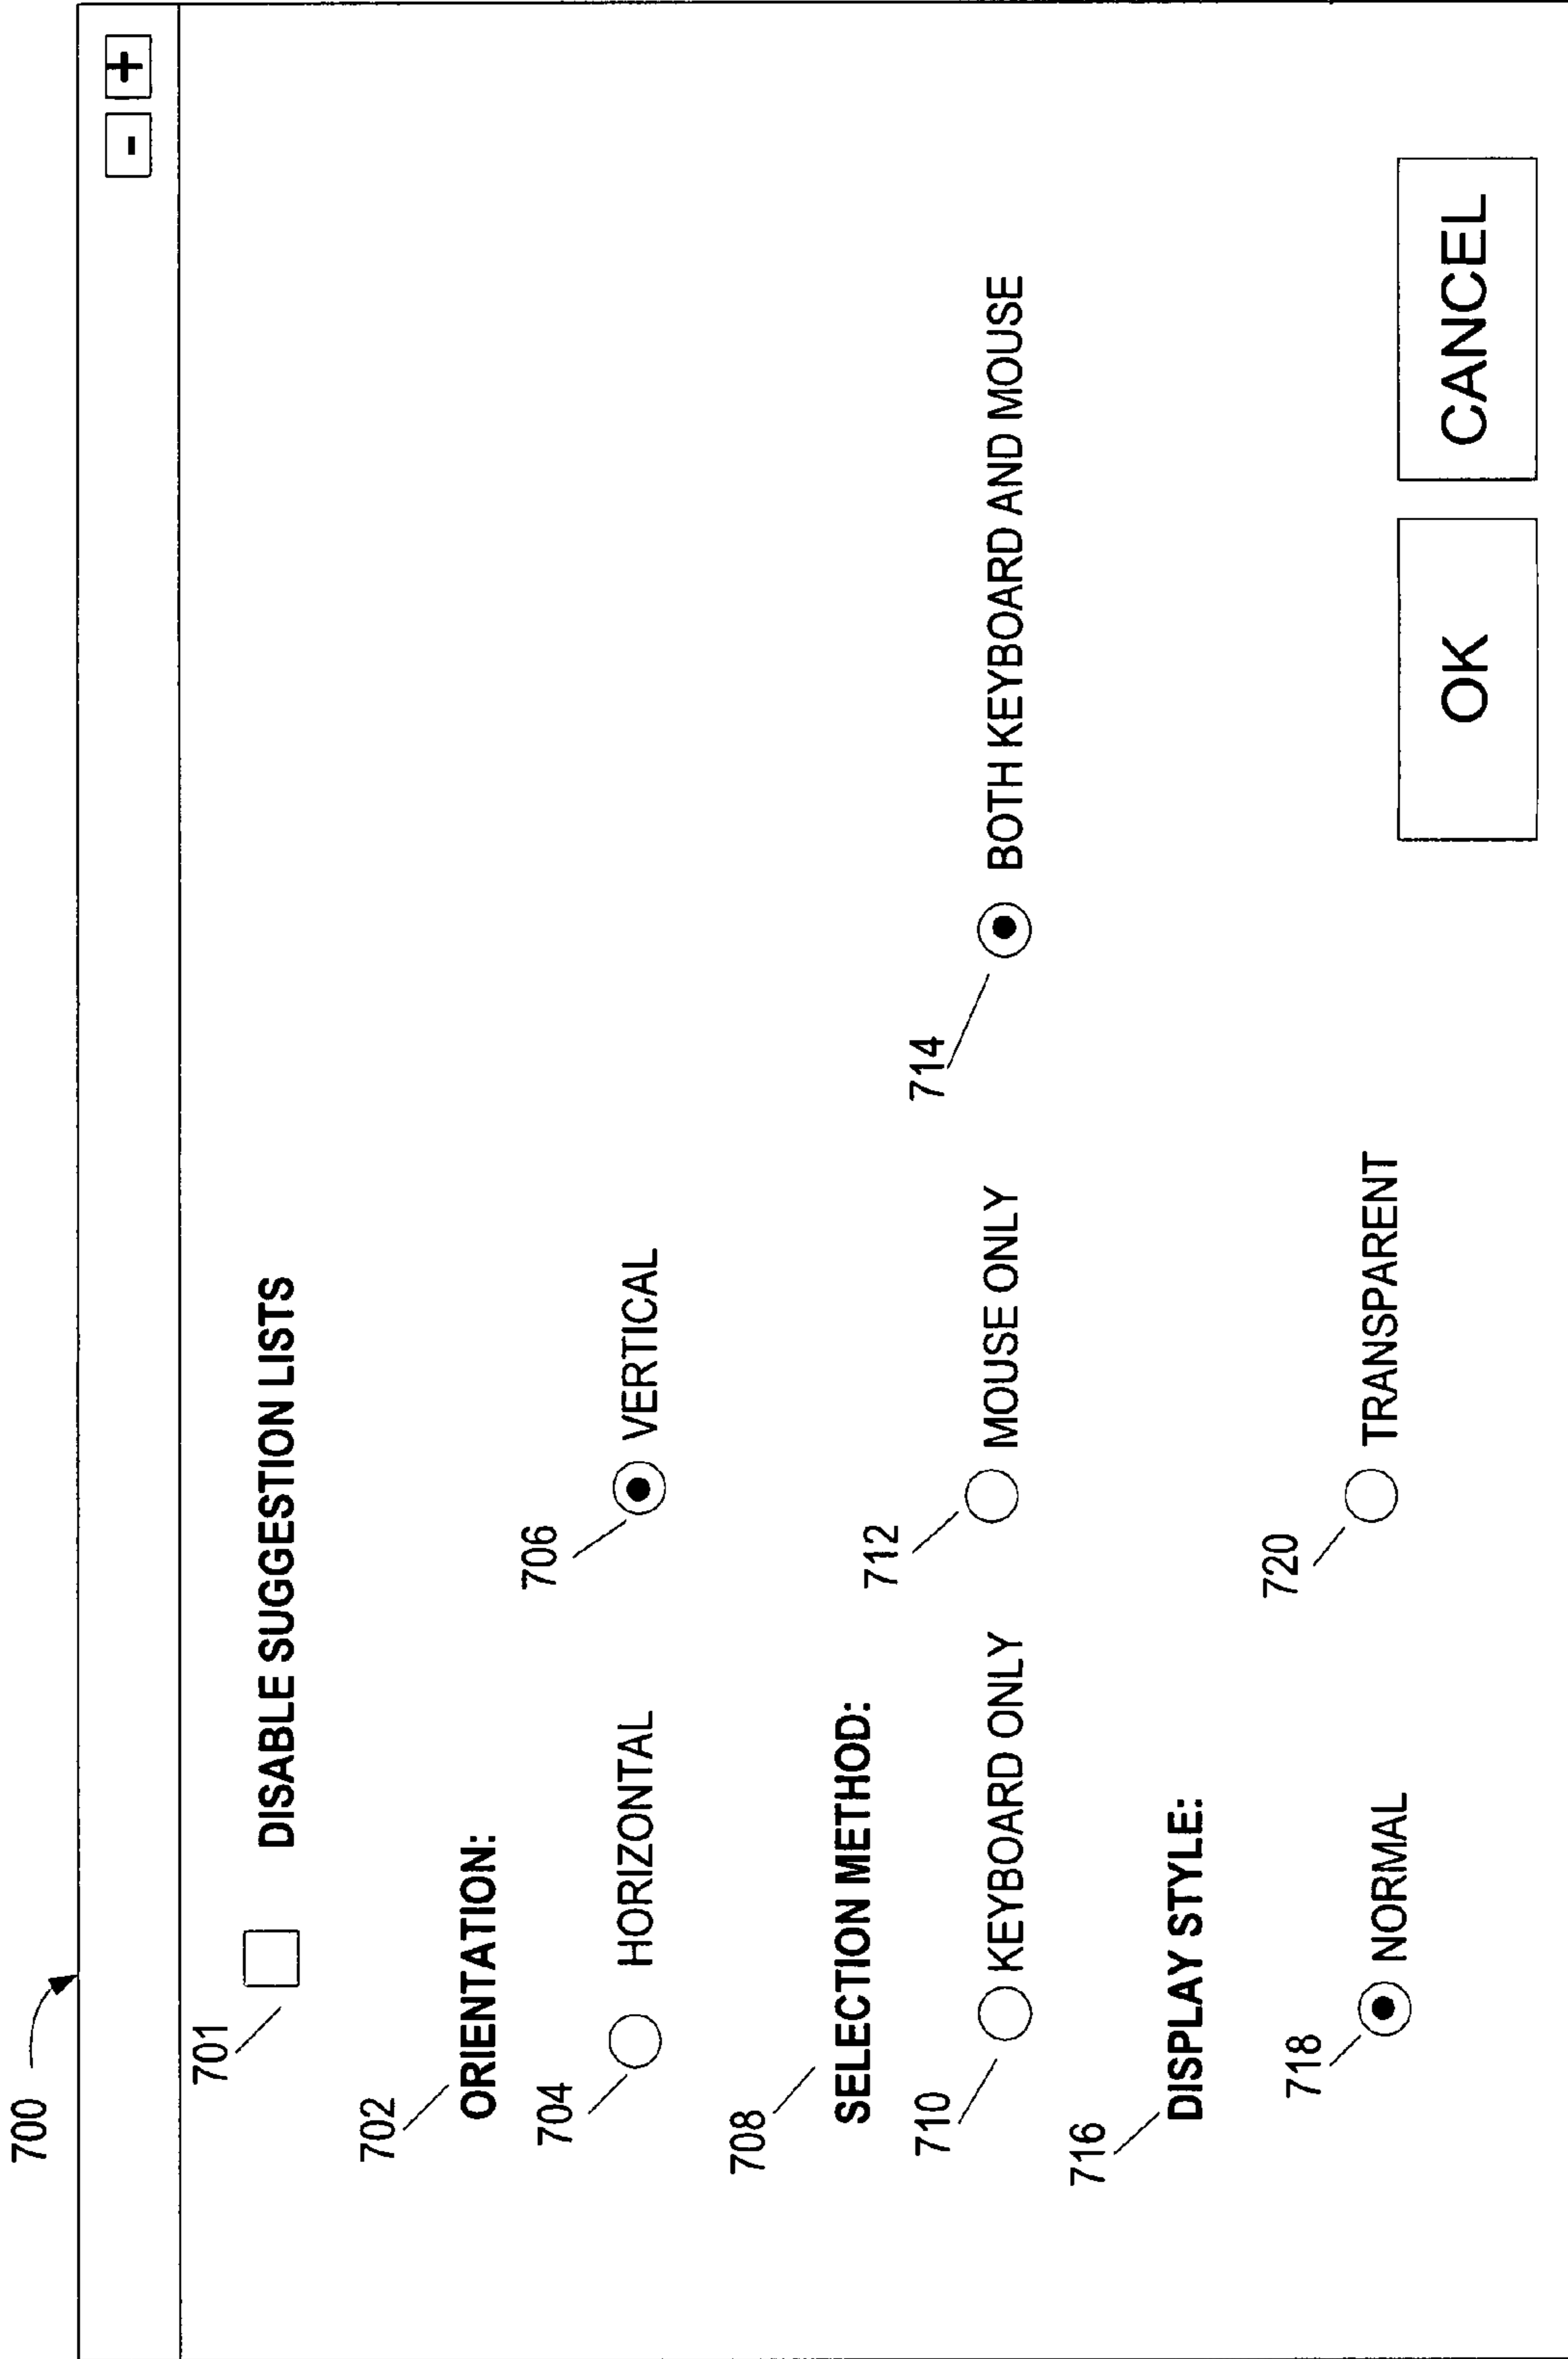 700
- +
701
DISABLE SUGGESTION LISTS
702
ORIENTATION:
704 706
HORIZONTAL VERTICAL
708
SELECTION METHOD:
710 712 714
KEYBOARD ONLY MOUSE ONLY BOTH KEYBOARD AND MOUSE
716
DISPLAY STYLE:
718 720
NORMAL TRANSPARENT
OK CANCEL